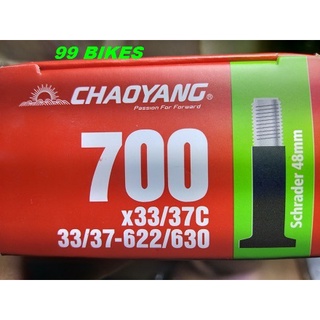 99 BIKES
CHAOYANG®
Passion For Forward
700
x33/37C
33/37-622/630
Schrader 48mm